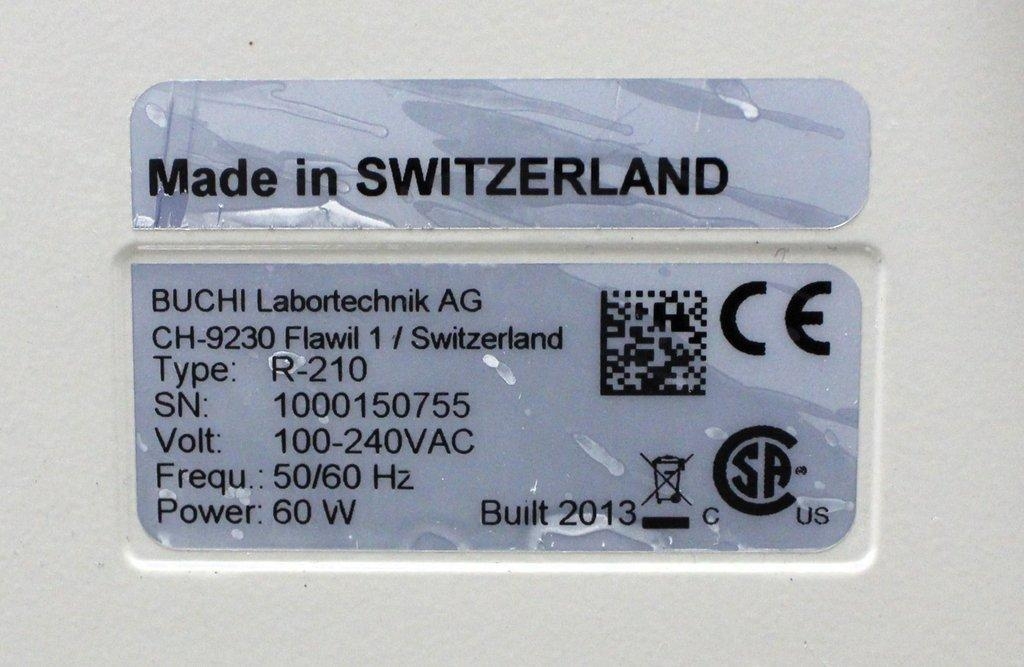 Made in SWITZERLAND
BUCHI Labortechnik AG
CH-9230 Flawil 1 / Switzerland
Type: R-210
SN: 1000150755
Volt: 100-240VAC
Frequ.: 50/60 Hz
Power: 60 W
Built 2013
CE
C SA US